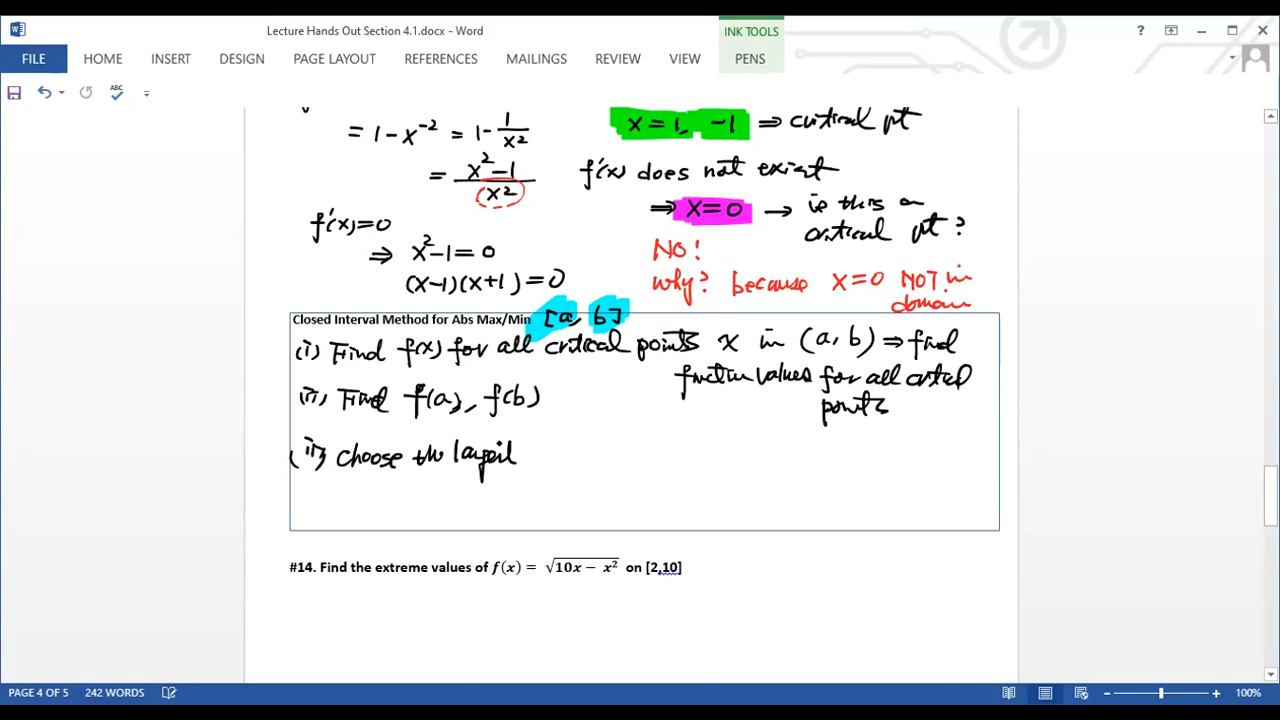 Lecture Hands Out Section 4.1.docx - Word
INK TOOLS
FILE HOME INSERT DESIGN PAGE LAYOUT REFERENCES MAILINGS REVIEW VIEW PENS
= 1 - x⁻² = 1 - 1/x²
= (x² - 1)/x²
f'(x) = 0
⇒ x² - 1 = 0
(x-1)(x+1) = 0
x = 1, -1 ⇒ critical pt
f'(x) does not exist
⇒ x = 0 → is this a
critical pt?
NO!
why? because x=0 NOT in
domain
Closed Interval Method for Abs Max/Min [a, b]
(i) Find f(x) for all critical points x in (a, b) ⇒ find
function values for all critical
points
(ii) Find f(a), f(b)
(iii) choose the largest
#14. Find the extreme values of f(x) = √(10x - x²) on [2,10]
PAGE 4 OF 5 242 WORDS 100%